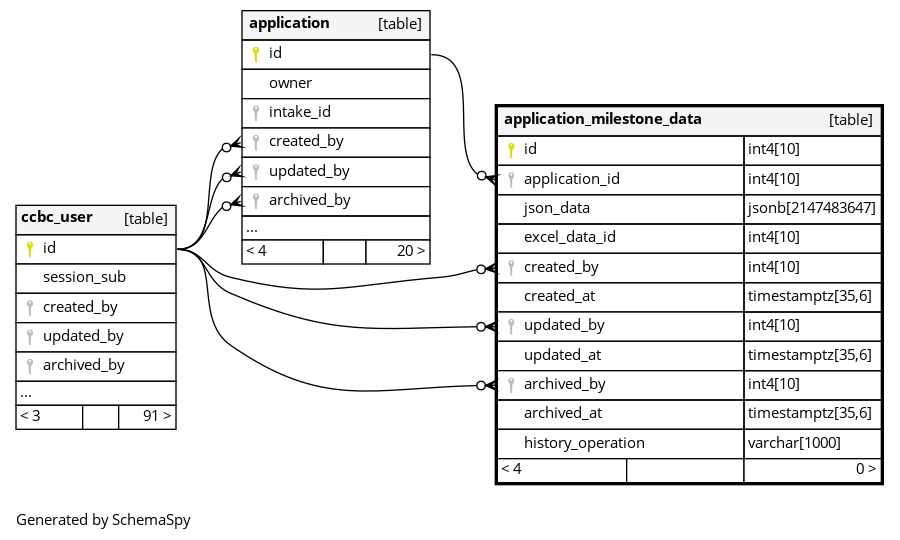 application [table]
id
owner
intake_id
created_by
updated_by
archived_by
...
< 4 20 >
ccbc_user [table]
id
session_sub
created_by
updated_by
archived_by
...
< 3 91 >
application_milestone_data [table]
id int4[10]
application_id int4[10]
json_data jsonb[2147483647]
excel_data_id int4[10]
created_by int4[10]
created_at timestamptz[35,6]
updated_by int4[10]
updated_at timestamptz[35,6]
archived_by int4[10]
archived_at timestamptz[35,6]
history_operation varchar[1000]
< 4 0 >
Generated by SchemaSpy